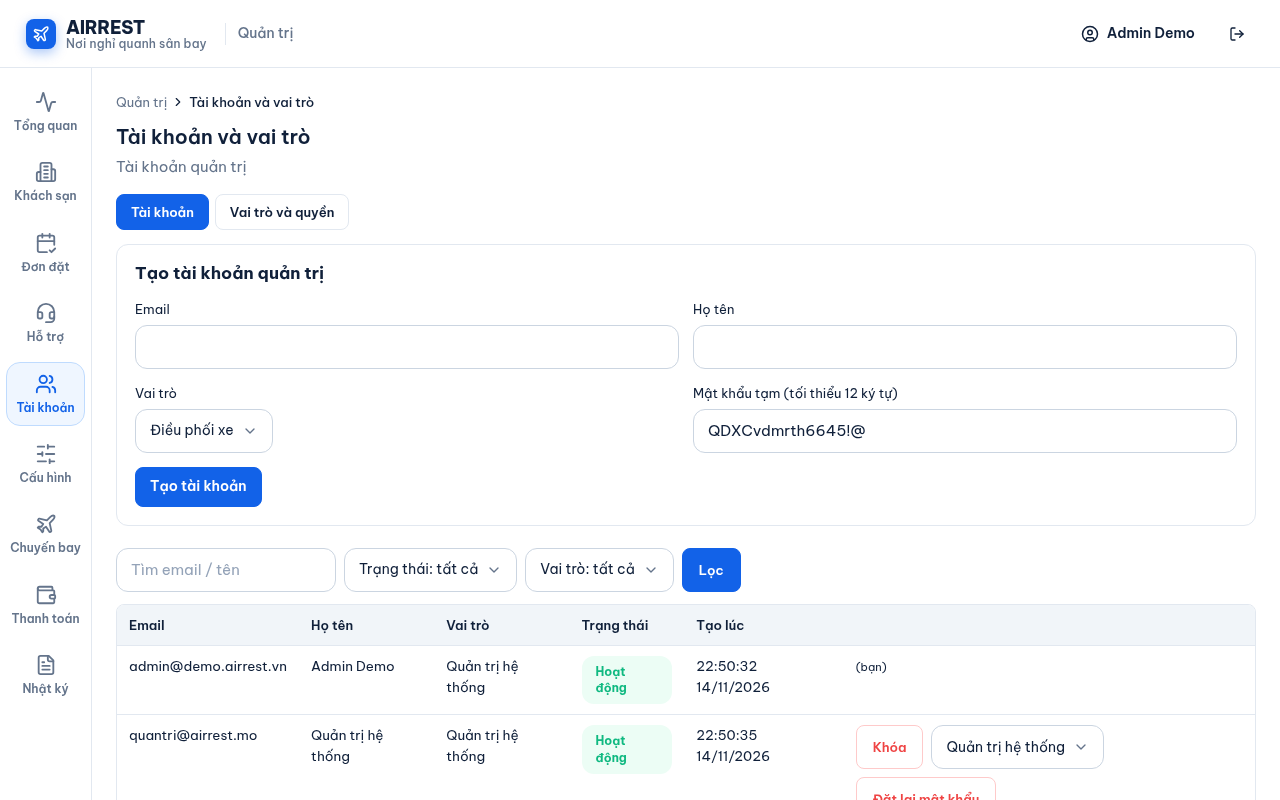 AIRREST
Nơi nghỉ quanh sân bay
Quản trị
Admin Demo
Tổng quan
Khách sạn
Đơn đặt
Hỗ trợ
Tài khoản
Cấu hình
Chuyến bay
Thanh toán
Nhật ký
Quản trị > Tài khoản và vai trò
Tài khoản và vai trò
Tài khoản quản trị
Tài khoản
Vai trò và quyền
Tạo tài khoản quản trị
Email
Họ tên
Vai trò
Mật khẩu tạm (tối thiểu 12 ký tự)
Điều phối xe
QDXCvdmrth6645!@
Tạo tài khoản
Tìm email / tên
Trạng thái: tất cả
Vai trò: tất cả
Lọc
Email Họ tên Vai trò Trạng thái Tạo lúc
admin@demo.airrest.vn Admin Demo Quản trị hệ Hoạt 22:50:32 (bạn)
thống động 14/11/2026
quantri@airrest.mo Quản trị hệ Quản trị hệ Hoạt 22:50:35 Khóa Quản trị hệ thống
thống thống động 14/11/2026
Đặt lại mật khẩu